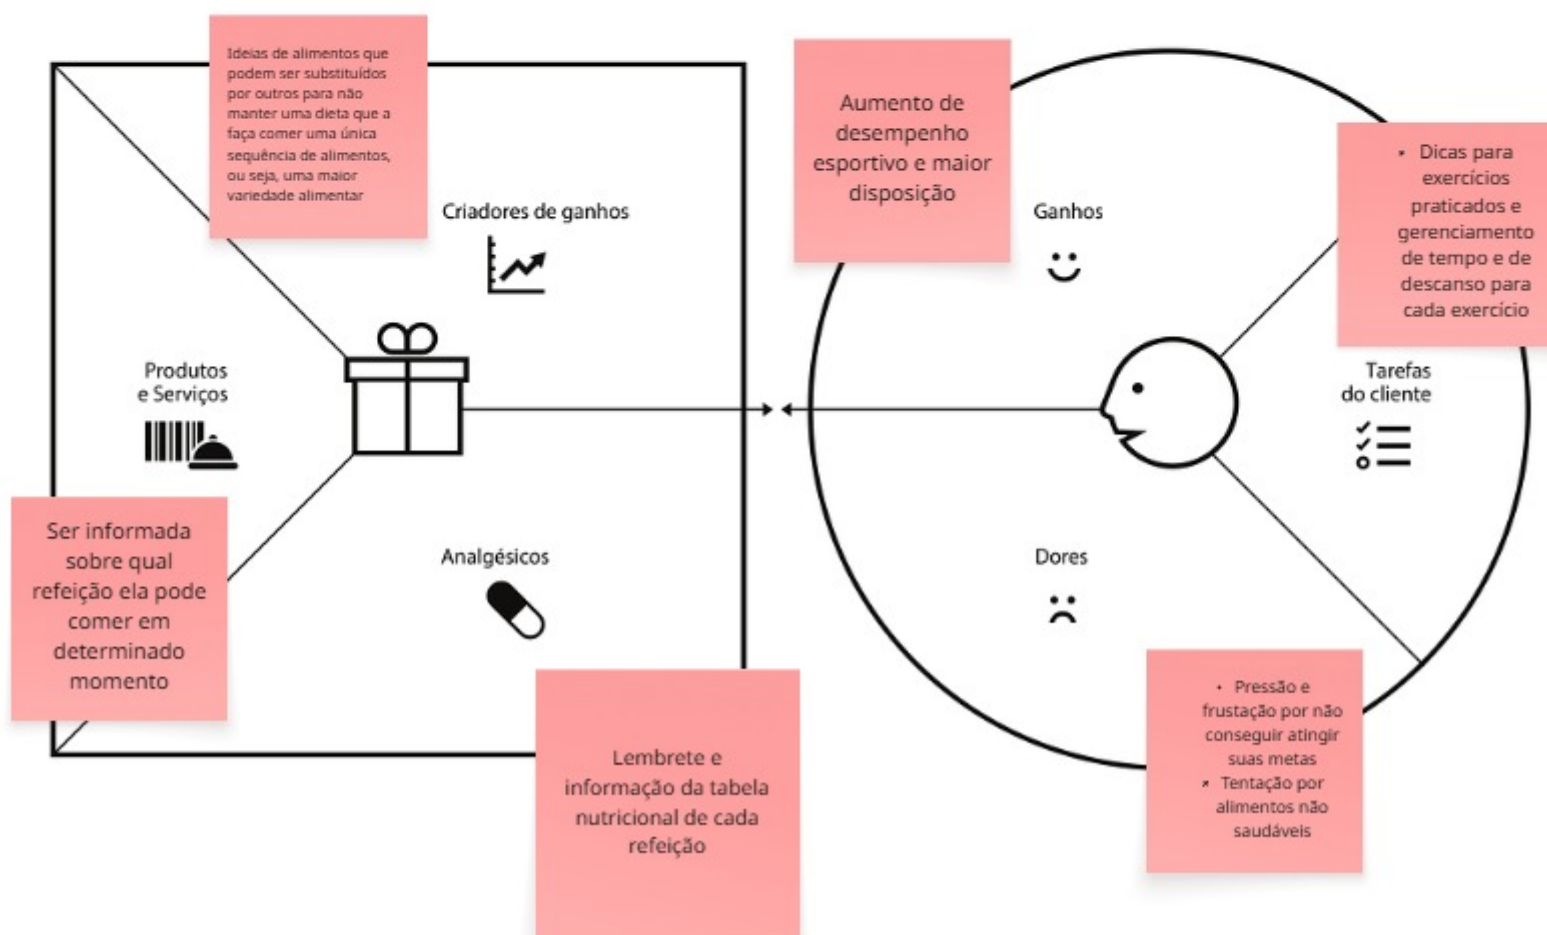 Ideias de alimentos que
podem ser substituídos
por outros para não
manter uma dieta que a
faça comer uma única
sequência de alimentos,
ou seja, uma maior
variedade alimentar
Criadores de ganhos
Produtos
e Serviços
Ser informada
sobre qual
refeição ela pode
comer em
determinado
momento
Analgésicos
Lembrete e
informação da tabela
nutricional de cada
refeição
Aumento de
desempenho
esportivo e maior
disposição
Ganhos
• Dicas para
exercícios
praticados e
gerenciamento
de tempo e de
descanso para
cada exercício
Tarefas
do cliente
Dores
• Pressão e
frustação por não
conseguir atingir
suas metas
• Tentação por
alimentos não
saudáveis